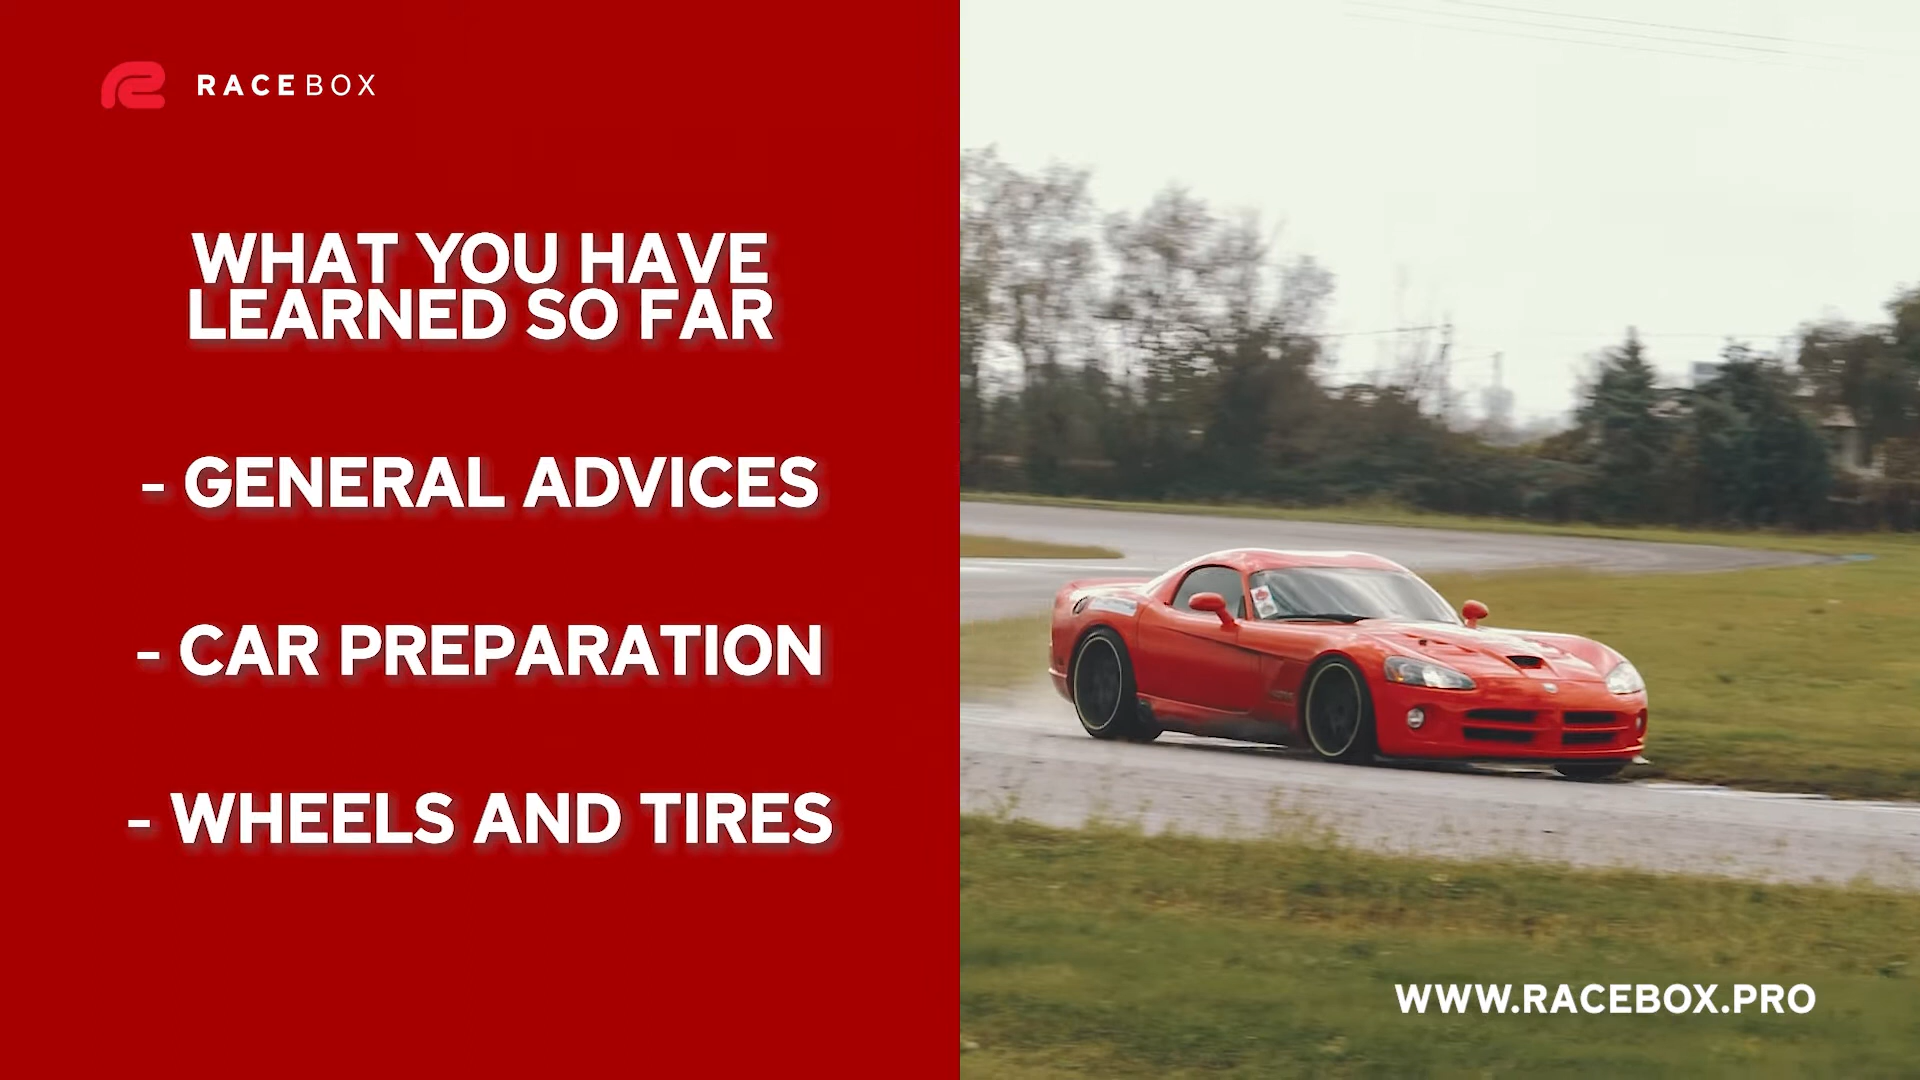 RACEBOX
WHAT YOU HAVE
LEARNED SO FAR
- GENERAL ADVICES
- CAR PREPARATION
- WHEELS AND TIRES
WWW.RACEBOX.PRO